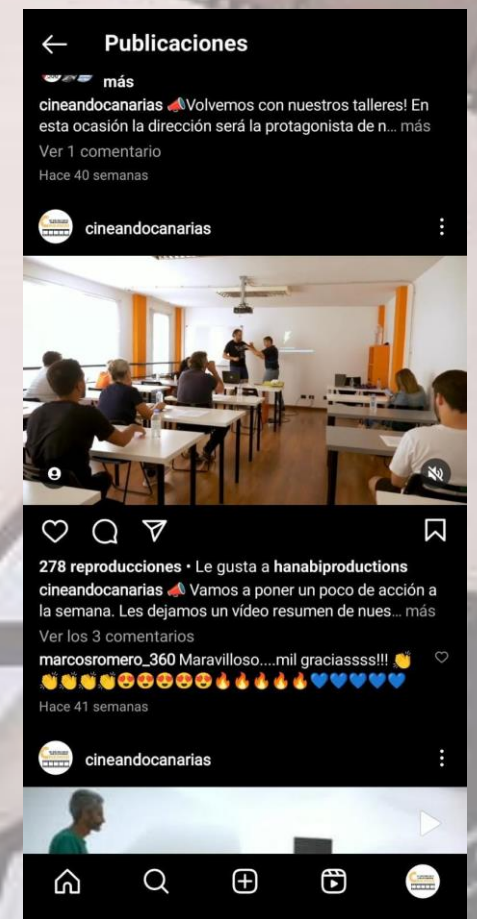 Publicaciones
más
cineandocanarias 📣Volvemos con nuestros talleres! En
esta ocasión la dirección será la protagonista de n... más
Ver 1 comentario
Hace 40 semanas
cineandocanarias
278 reproducciones • Le gusta a hanabiproductions
cineandocanarias 📣 Vamos a poner un poco de acción a
la semana. Les dejamos un vídeo resumen de nues... más
Ver los 3 comentarios
marcosromero_360 Maravilloso....mil graciassss!!! 👏
👏👏👏👏😍😍😍😍😍🔥🔥🔥🔥🔥💙💙💙💙💙
Hace 41 semanas
cineandocanarias